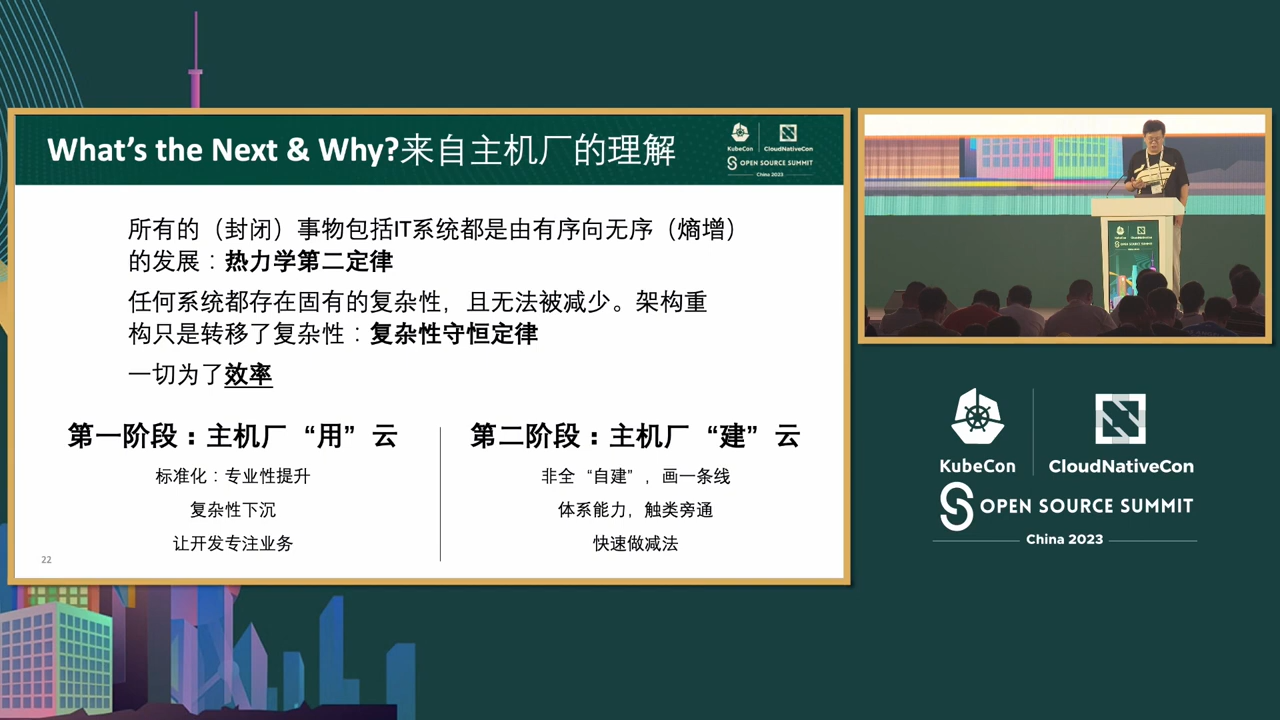 What's the Next & Why?来自主机厂的理解
KubeCon
CloudNativeCon
OPEN SOURCE SUMMIT
China 2023
所有的（封闭）事物包括IT系统都是由有序向无序（熵增）
的发展：热力学第二定律
任何系统都存在固有的复杂性，且无法被减少。架构重
构只是转移了复杂性：复杂性守恒定律
一切为了效率
第一阶段：主机厂“用”云
标准化：专业性提升
复杂性下沉
让开发专注业务
第二阶段：主机厂“建”云
非全“自建”，画一条线
体系能力，触类旁通
快速做减法
22
KubeCon
CloudNativeCon
OPEN SOURCE SUMMIT
China 2023